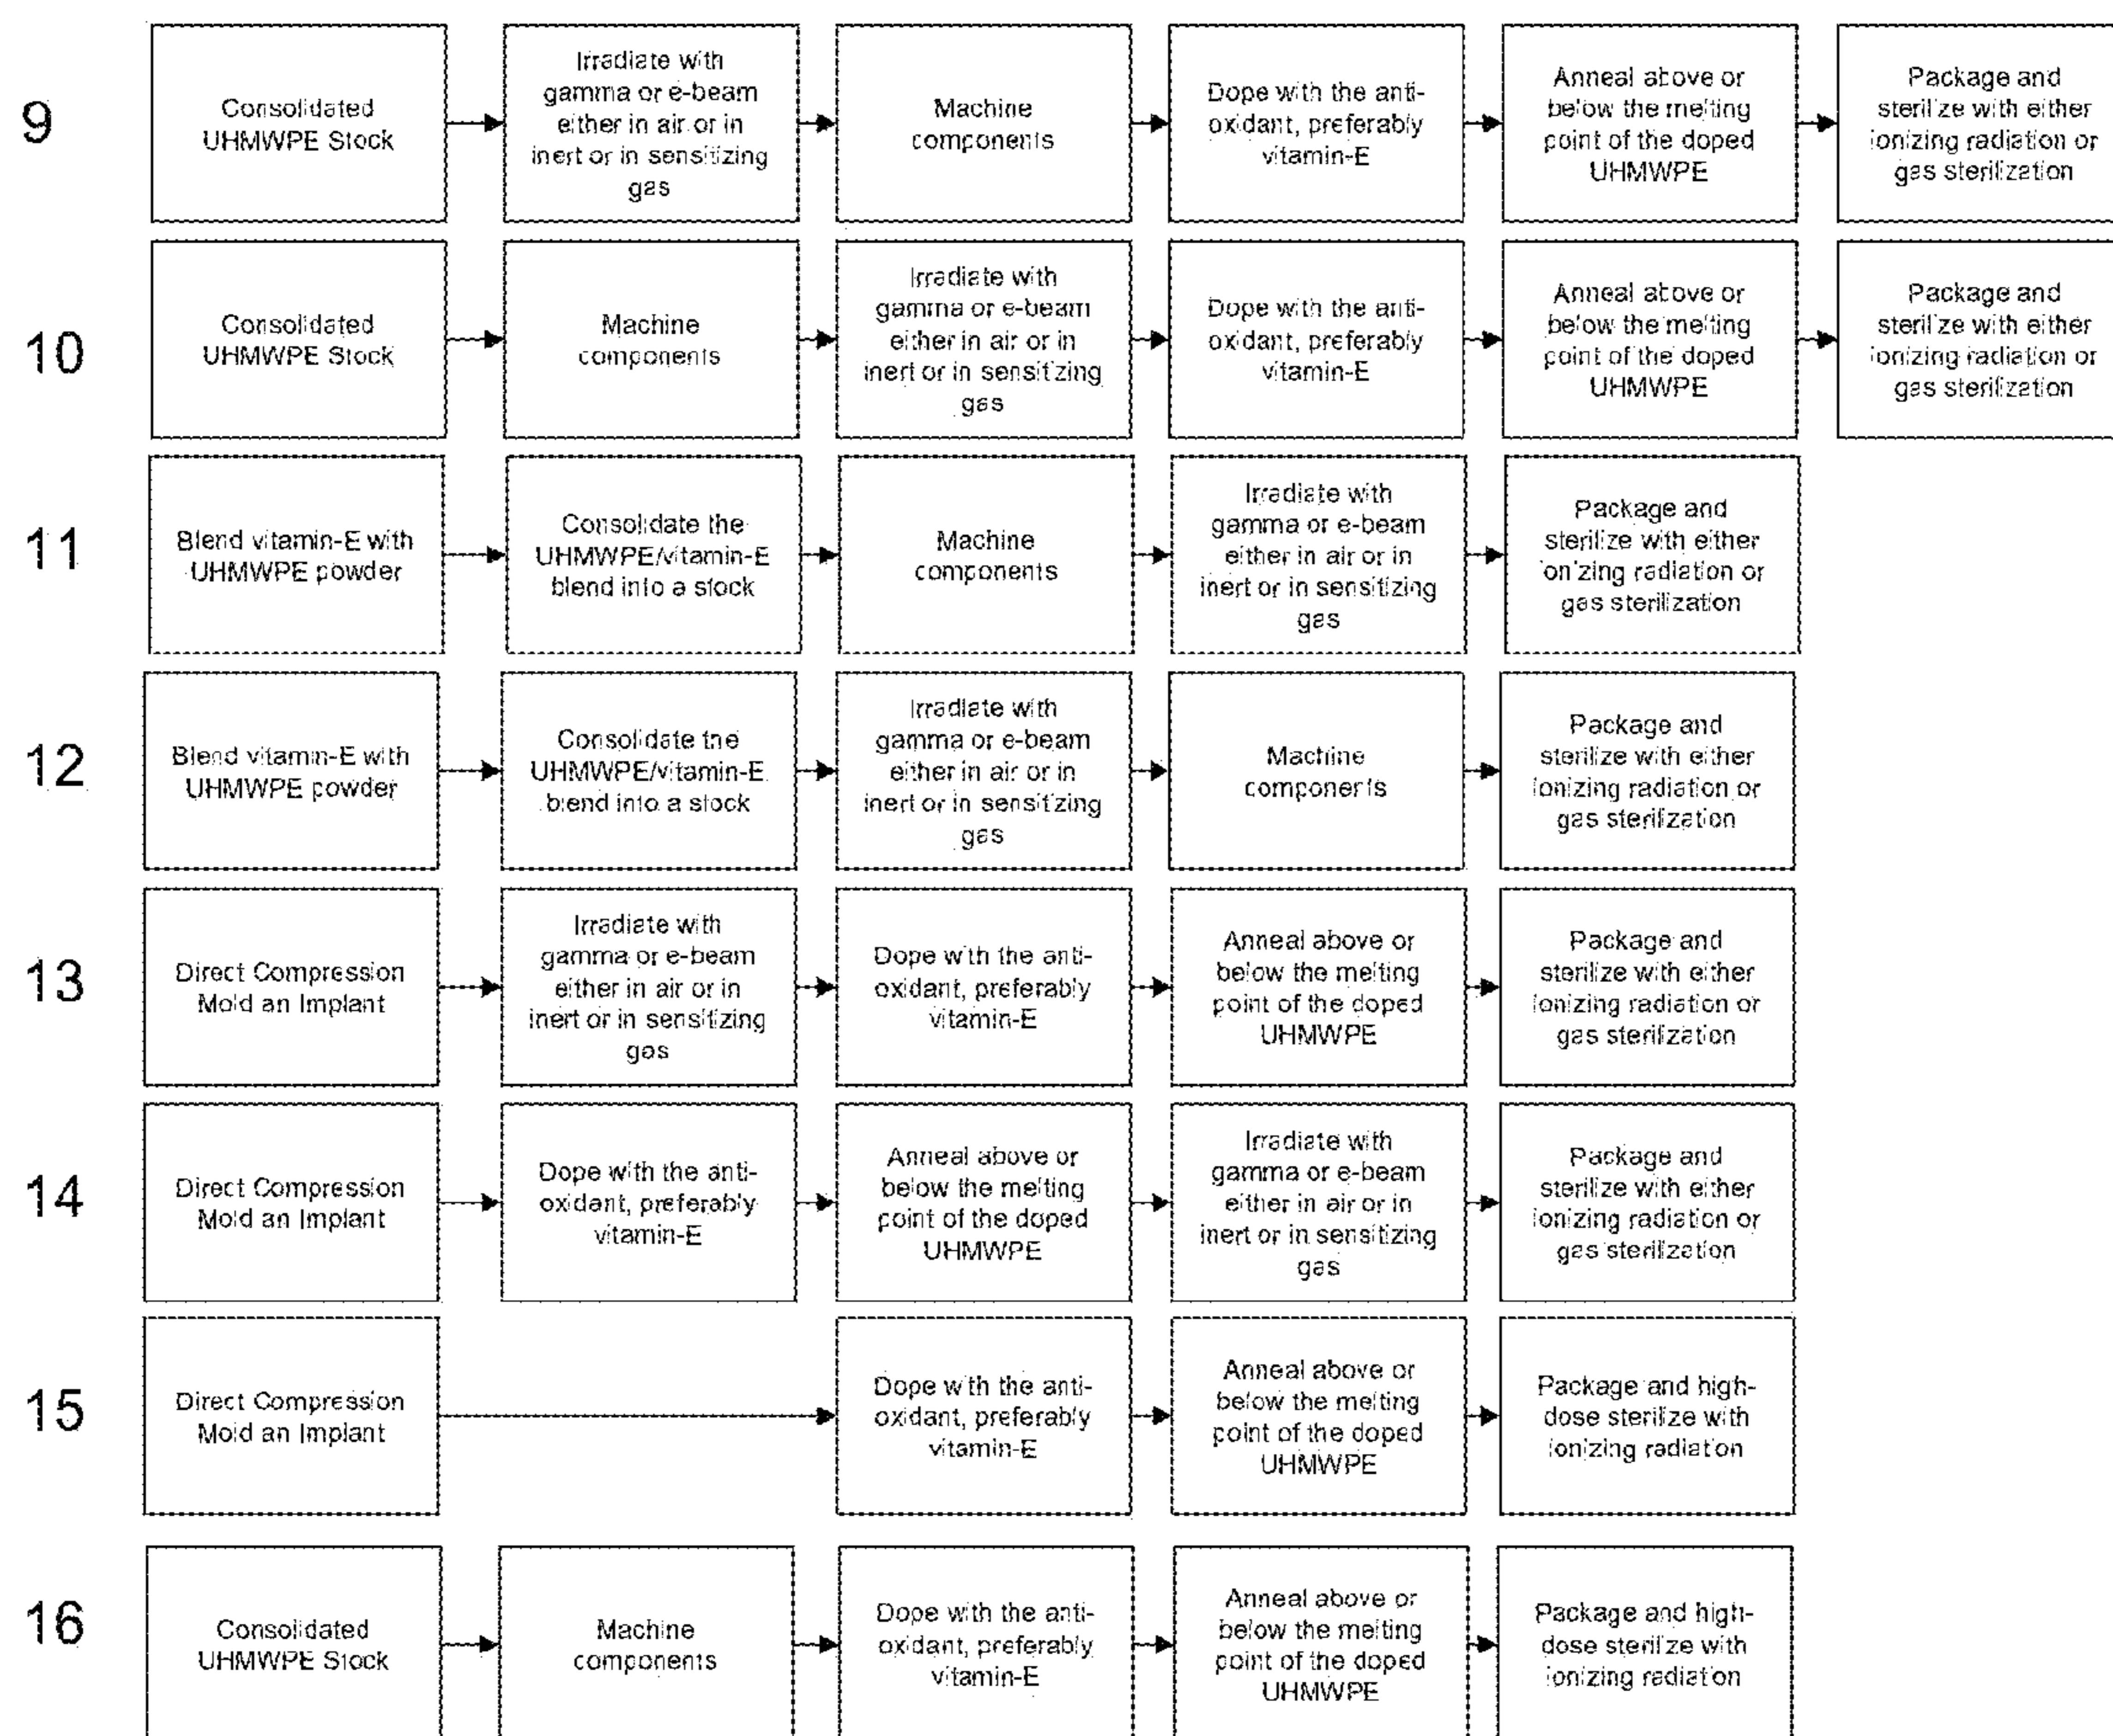 9
Consolidated
UHMWPE Stock
Irradiate with
gamma or e-beam
either in air or in
inert or in sensitizing
gas
Machine
components
Dope with the anti-
oxidant, preferably
vitamin-E
Anneal above or
below the melting
point of the doped
UHMWPE
Package and
sterilize with either
ionizing radiation or
gas sterilization
10
Consolidated
UHMWPE Stock
Machine
components
Irradiate with
gamma or e-beam
either in air or in
inert or in sensitizing
gas
Dope with the anti-
oxidant, preferably
vitamin-E
Anneal above or
below the melting
point of the doped
UHMWPE
Package and
sterilize with either
ionizing radiation or
gas sterilization
11
Blend vitamin-E with
UHMWPE powder
Consolidate the
UHMWPE/vitamin-E
blend into a stock
Machine
components
Irradiate with
gamma or e-beam
either in air or in
inert or in sensitizing
gas
Package and
sterilize with either
ionizing radiation or
gas sterilization
12
Blend vitamin-E with
UHMWPE powder
Consolidate the
UHMWPE/vitamin-E
blend into a stock
Irradiate with
gamma or e-beam
either in air or in
inert or in sensitizing
gas
Machine
components
Package and
sterilize with either
ionizing radiation or
gas sterilization
13
Direct Compression
Mold an Implant
Irradiate with
gamma or e-beam
either in air or in
inert or in sensitizing
gas
Dope with the anti-
oxidant, preferably
vitamin-E
Anneal above or
below the melting
point of the doped
UHMWPE
Package and
sterilize with either
ionizing radiation or
gas sterilization
14
Direct Compression
Mold an Implant
Dope with the anti-
oxidant, preferably
vitamin-E
Anneal above or
below the melting
point of the doped
UHMWPE
Irradiate with
gamma or e-beam
either in air or in
inert or in sensitizing
gas
Package and
sterilize with either
ionizing radiation or
gas sterilization
15
Direct Compression
Mold an Implant
Dope with the anti-
oxidant, preferably
vitamin-E
Anneal above or
below the melting
point of the doped
UHMWPE
Package and high-
dose sterilize with
ionizing radiation
16
Consolidated
UHMWPE Stock
Machine
components
Dope with the anti-
oxidant, preferably
vitamin-E
Anneal above or
below the melting
point of the doped
UHMWPE
Package and high-
dose sterilize with
ionizing radiation